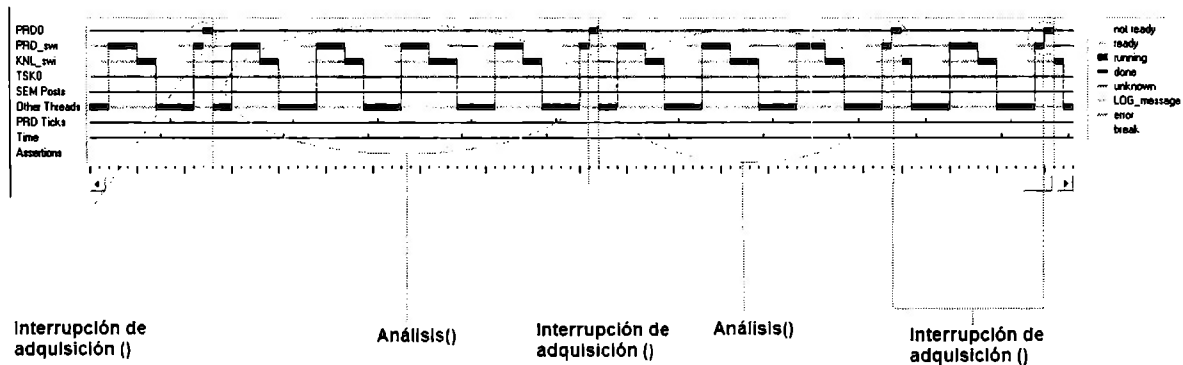 PRD0
PRD_swi
KNL_swi
TSK0
SEM Posts
Other Threads
PRD Ticks
Time
Assertions
not ready
ready
running
done
unknown
LOG_message
error
break
Interrupción de
adquisición ()
Análisis()
Interrupción de
adquisición ()
Análisis()
Interrupción de
adquisición ()